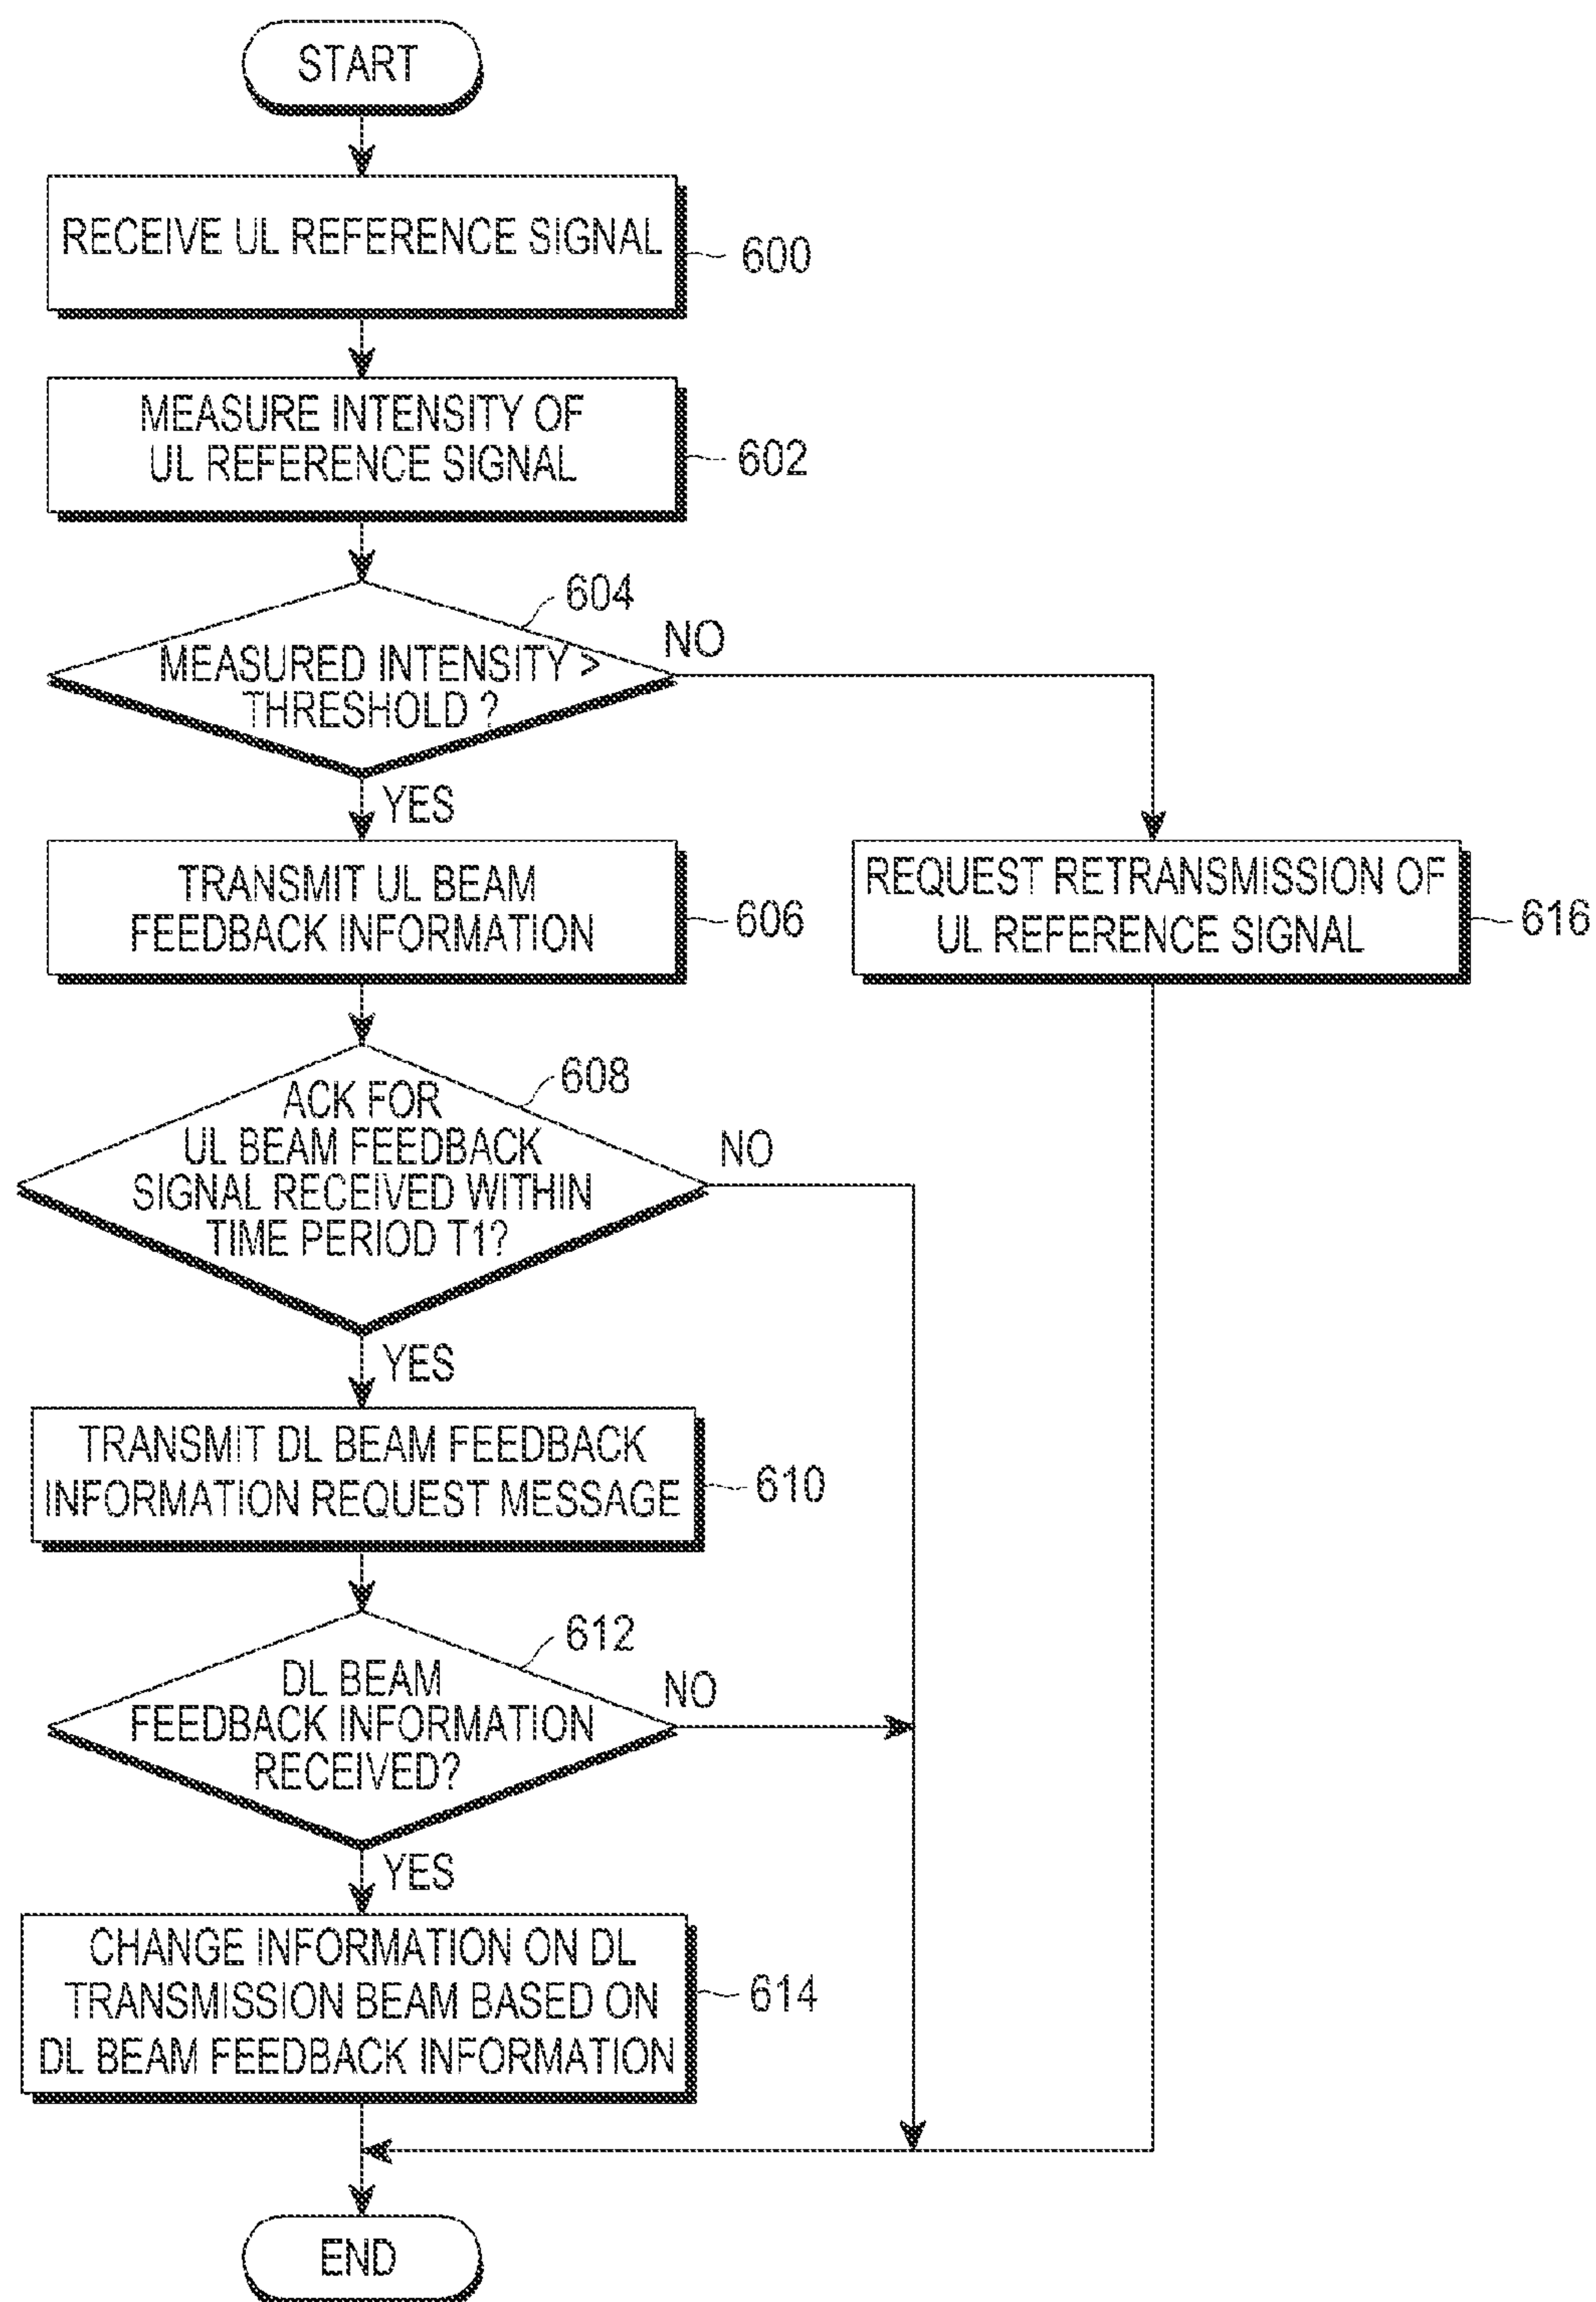 START
RECEIVE UL REFERENCE SIGNAL
600
MEASURE INTENSITY OF
UL REFERENCE SIGNAL
602
604
MEASURED INTENSITY >
THRESHOLD ?
NO
YES
TRANSMIT UL BEAM
FEEDBACK INFORMATION
606
REQUEST RETRANSMISSION OF
UL REFERENCE SIGNAL
616
608
ACK FOR
UL BEAM FEEDBACK
SIGNAL RECEIVED WITHIN
TIME PERIOD T1?
NO
YES
TRANSMIT DL BEAM FEEDBACK
INFORMATION REQUEST MESSAGE
610
612
DL BEAM
FEEDBACK INFORMATION
RECEIVED?
NO
YES
CHANGE INFORMATION ON DL
TRANSMISSION BEAM BASED ON
DL BEAM FEEDBACK INFORMATION
614
END